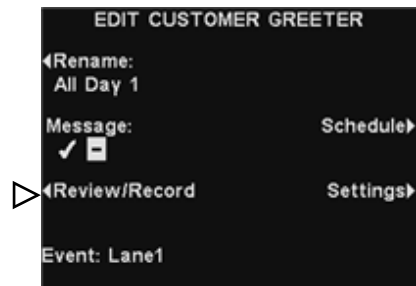 EDIT CUSTOMER GREETER
Rename:
All Day 1
Message: Schedule
✓ -
Review/Record Settings
Event: Lane1